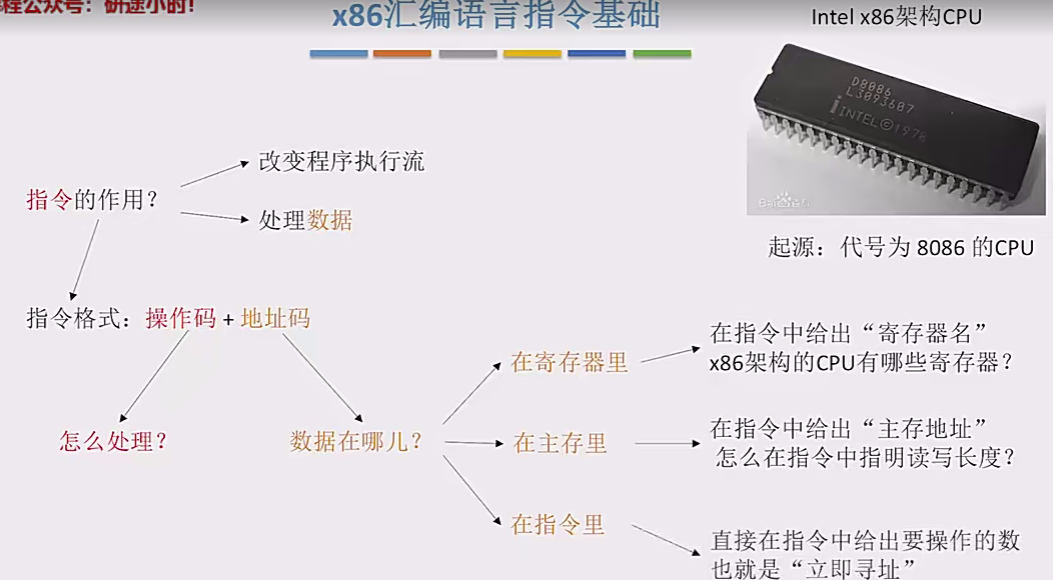 程公众号：研途小时！
x86汇编语言指令基础
Intel x86架构CPU
D8086
L3093607
INTEL©1978
改变程序执行流
指令的作用？
处理数据
起源：代号为 8086 的CPU
指令格式：操作码 + 地址码
在寄存器里
在指令中给出“寄存器名”
x86架构的CPU有哪些寄存器？
怎么处理？
数据在哪儿？
在主存里
在指令中给出“主存地址”
怎么在指令中指明读写长度？
在指令里
直接在指令中给出要操作的数
也就是“立即寻址”